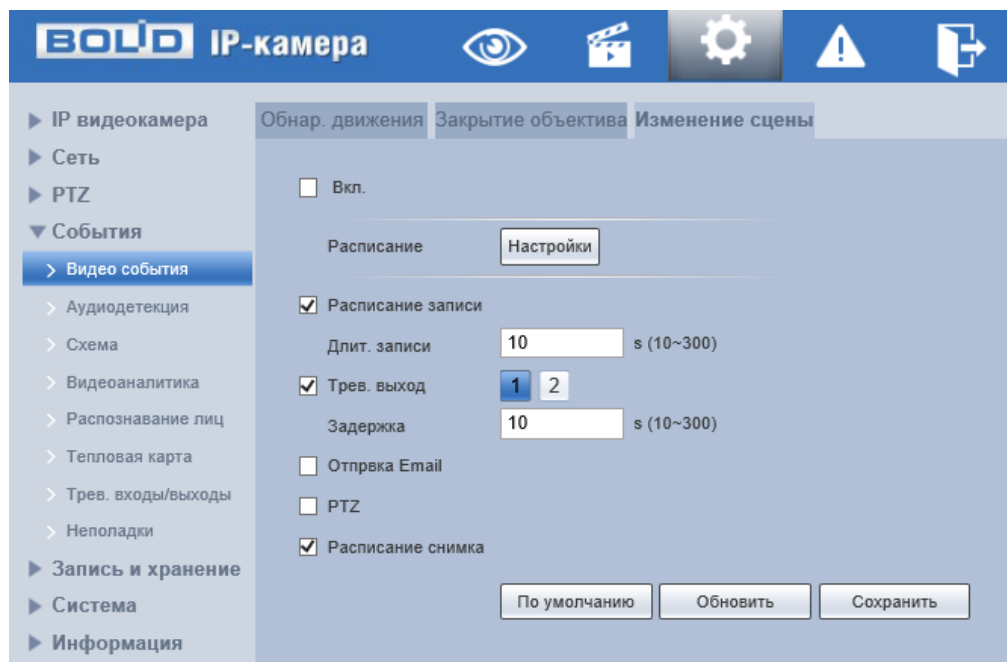 BOLID IP-камера
IP видеокамера
Сеть
PTZ
События
Видео события
Аудиодетекция
Схема
Видеоаналитика
Распознавание лиц
Тепловая карта
Трев. входы/выходы
Неполадки
Запись и хранение
Система
Информация
Обнар. движения Закрытие объектива Изменение сцены
Вкл.
Расписание Настройки
Расписание записи
Длит. записи 10 s (10~300)
Трев. выход 1 2
Задержка 10 s (10~300)
Отпрвка Email
PTZ
Расписание снимка
По умолчанию Обновить Сохранить